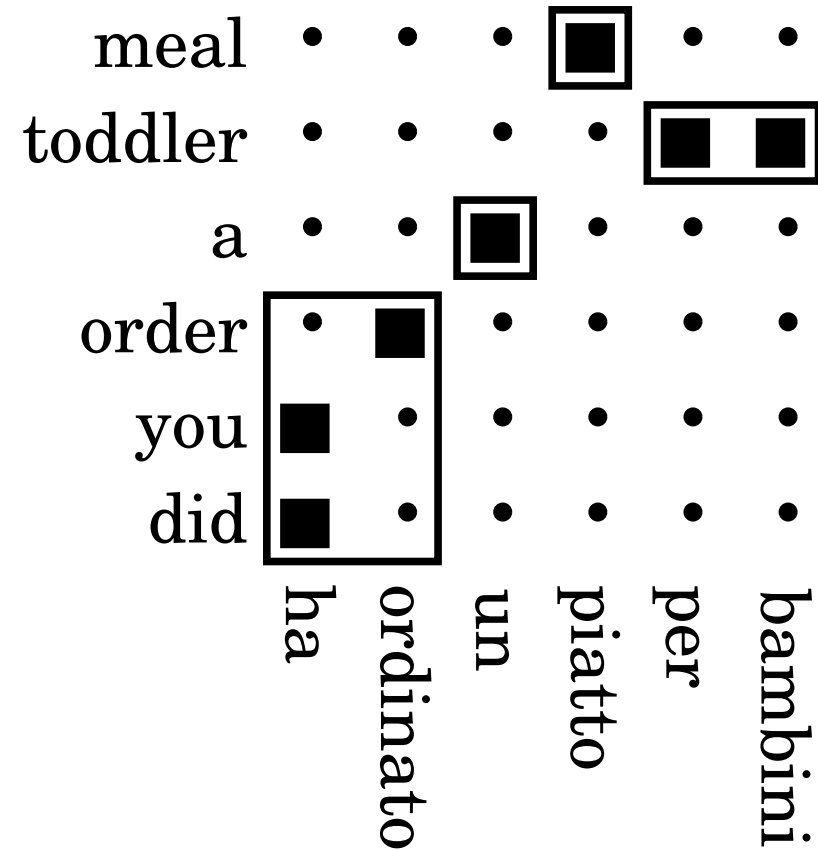 meal
toddler
a
order
you
did
ha
ordinato
un
piatto
per
bambini